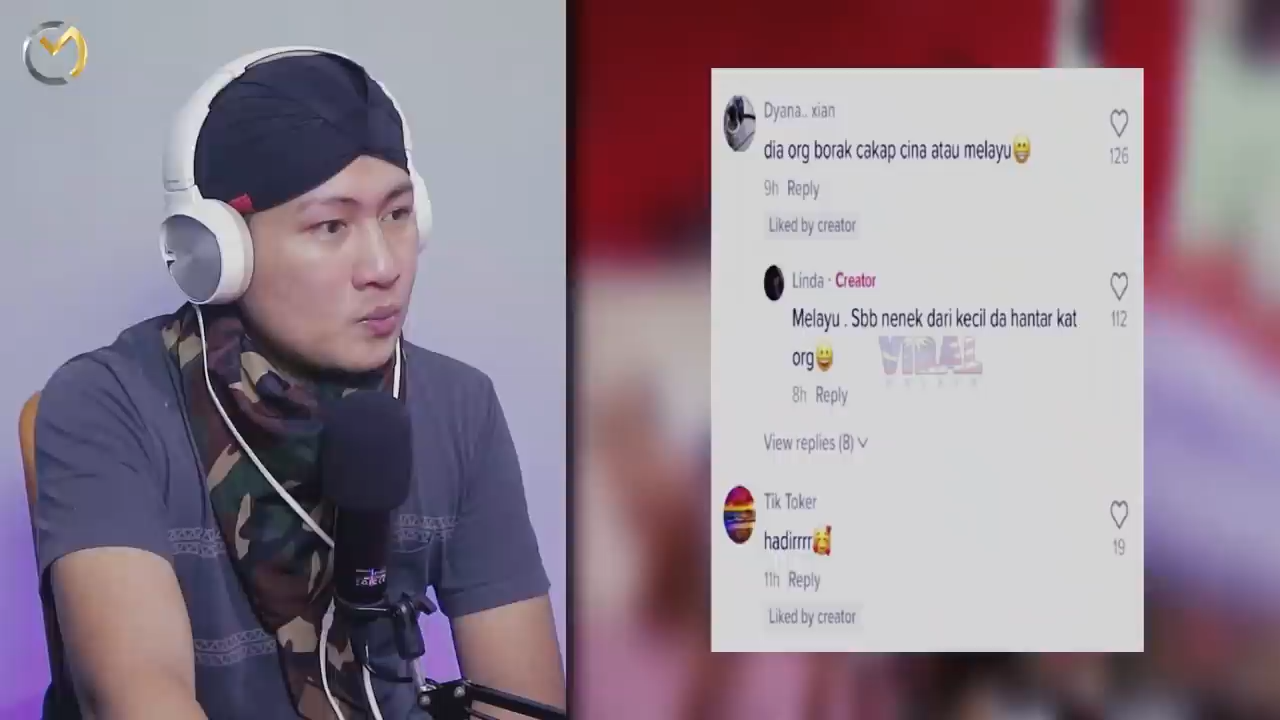 Dyana.. xian
dia org borak cakap cina atau melayu😀
126
9h Reply
Liked by creator
Linda · Creator
Melayu . Sbb nenek dari kecil da hantar kat
org😀
112
8h Reply
VIRAL
View replies (8)
Tik Toker
hadirrrr🥰
19
11h Reply
Liked by creator